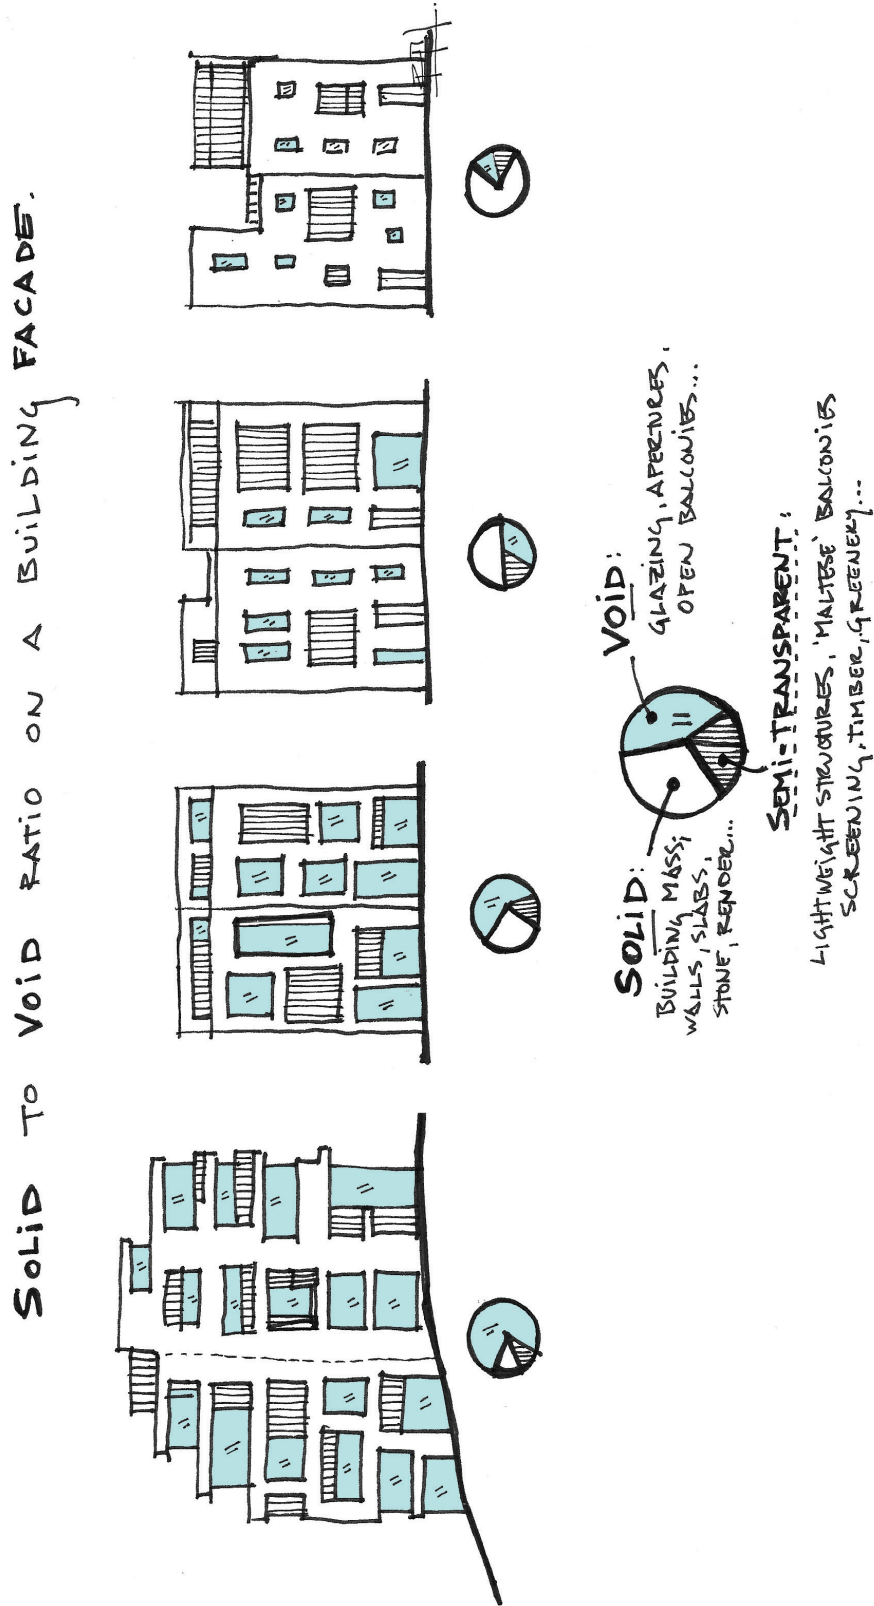 SOLID TO VOID RATIO ON A BUILDING FACADE.
SOLID:
BUILDING MASS;
WALLS, SLABS,
STONE, RENDER...
VOID:
GLAZING, APERTURES.
OPEN BALCONIES...
SEMI-TRANSPARENT:
LIGHTWEIGHT STRUCTURES, 'MALTESE' BALCONIES
SCREENING, TIMBER, GREENERY...